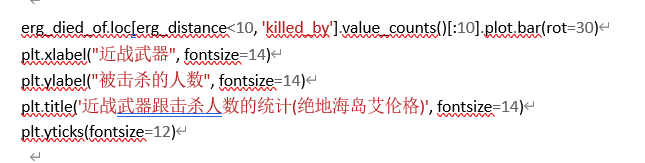 erg_died_of.loc[erg_distance<10, 'killed_by'].value_counts()[:10].plot.bar(rot=30)
plt.xlabel("近战武器", fontsize=14)
plt.ylabel("被击杀的人数", fontsize=14)
plt.title('近战武器跟击杀人数的统计(绝地海岛艾伦格)', fontsize=14)
plt.yticks(fontsize=12)